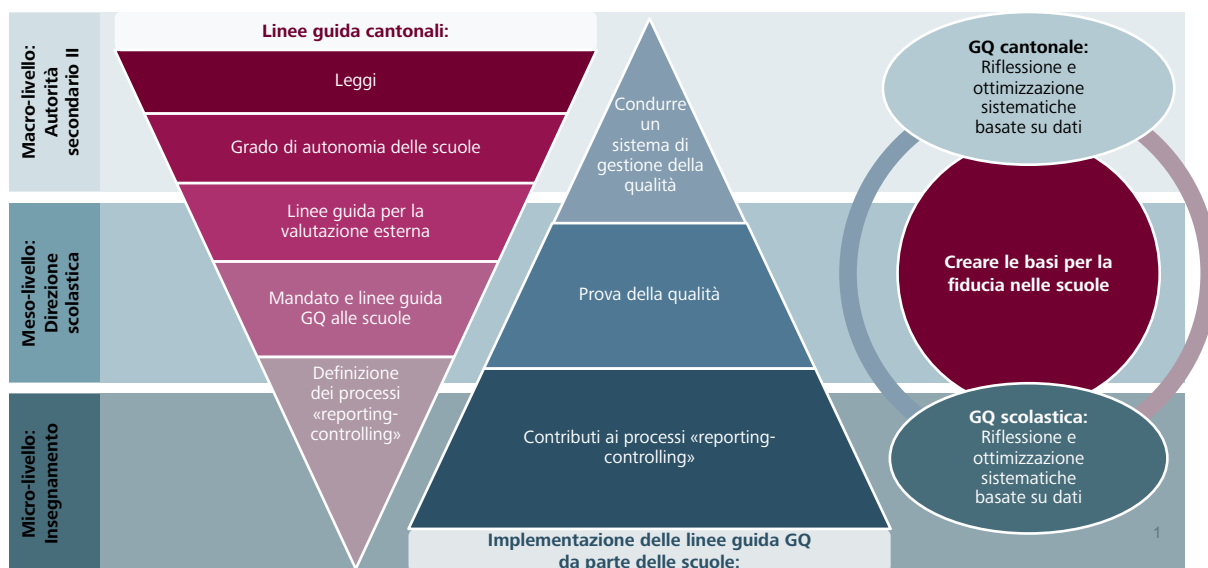 Macro-livello:
Autorità
secondario II
Meso-livello:
Direzione
scolastica
Micro-livello:
Insegnamento
Linee guida cantonali:
Leggi
Grado di autonomia delle scuole
Linee guida per la
valutazione esterna
Mandato e linee guida
GQ alle scuole
Definizione
dei processi
«reporting-
controlling»
Condurre
un
sistema di
gestione della
qualità
Prova della qualità
Contributi ai processi «reporting-
controlling»
Implementazione delle linee guida GQ
da parte delle scuole:
GQ cantonale:
Riflessione e
ottimizzazione
sistematiche
basate su dati
Creare le basi per la
fiducia nelle scuole
GQ scolastica:
Riflessione e
ottimizzazione
sistematiche
basate su dati
1